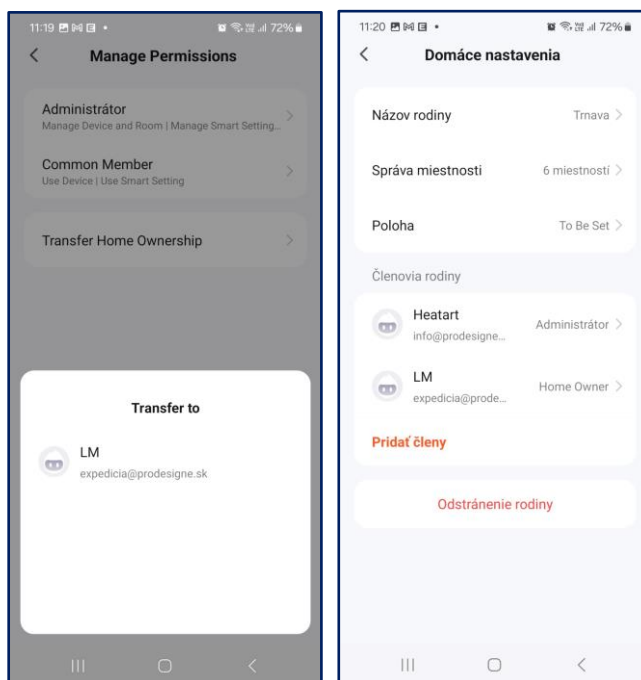 11:19
72%
Manage Permissions
Administrátor
Manage Device and Room | Manage Smart Setting...
Common Member
Use Device | Use Smart Setting
Transfer Home Ownership
Transfer to
LM
expedicia@prodesigne.sk
11:20
72%
Domáce nastavenia
Názov rodiny
Trnava
Správa miestnosti
6 miestností
Poloha
To Be Set
Členovia rodiny
Heatart
info@prodesigne...
Administrátor
LM
expedicia@prode...
Home Owner
Pridať členy
Odstránenie rodiny